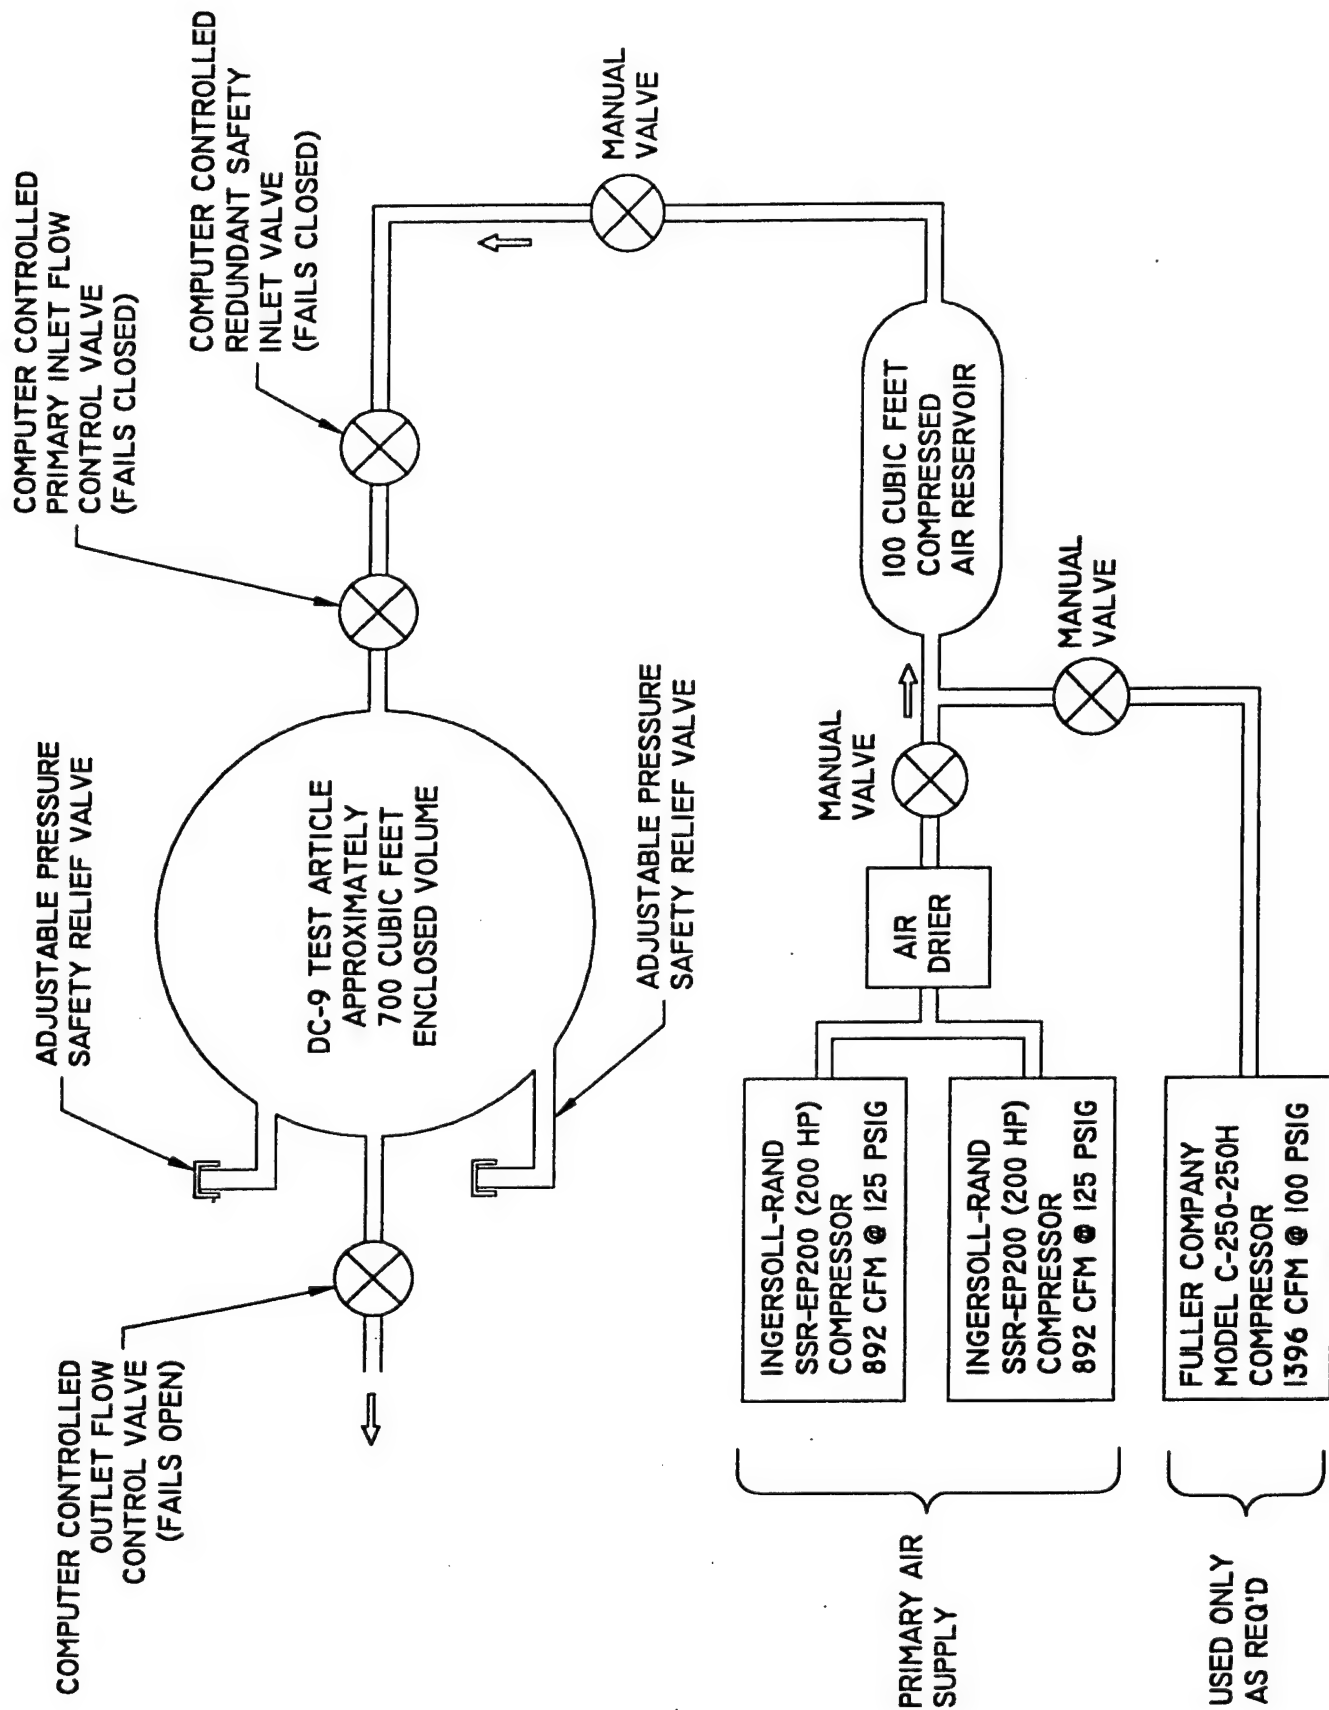 COMPUTER CONTROLLED
OUTLET FLOW
CONTROL VALVE
(FAILS OPEN)
ADJUSTABLE PRESSURE
SAFETY RELIEF VALVE
COMPUTER CONTROLLED
PRIMARY INLET FLOW
CONTROL VALVE
(FAILS CLOSED)
COMPUTER CONTROLLED
REDUNDANT SAFETY
INLET VALVE
(FAILS CLOSED)
DC-9 TEST ARTICLE
APPROXIMATELY
700 CUBIC FEET
ENCLOSED VOLUME
ADJUSTABLE PRESSURE
SAFETY RELIEF VALVE
MANUAL
VALVE
PRIMARY AIR
SUPPLY
INGERSOLL-RAND
SSR-EP200 (200 HP)
COMPRESSOR
892 CFM @ 125 PSIG
INGERSOLL-RAND
SSR-EP200 (200 HP)
COMPRESSOR
892 CFM @ 125 PSIG
AIR
DRIER
MANUAL
VALVE
100 CUBIC FEET
COMPRESSED
AIR RESERVOIR
MANUAL
VALVE
USED ONLY
AS REQ'D
FULLER COMPANY
MODEL C-250-250H
COMPRESSOR
1396 CFM @ 100 PSIG